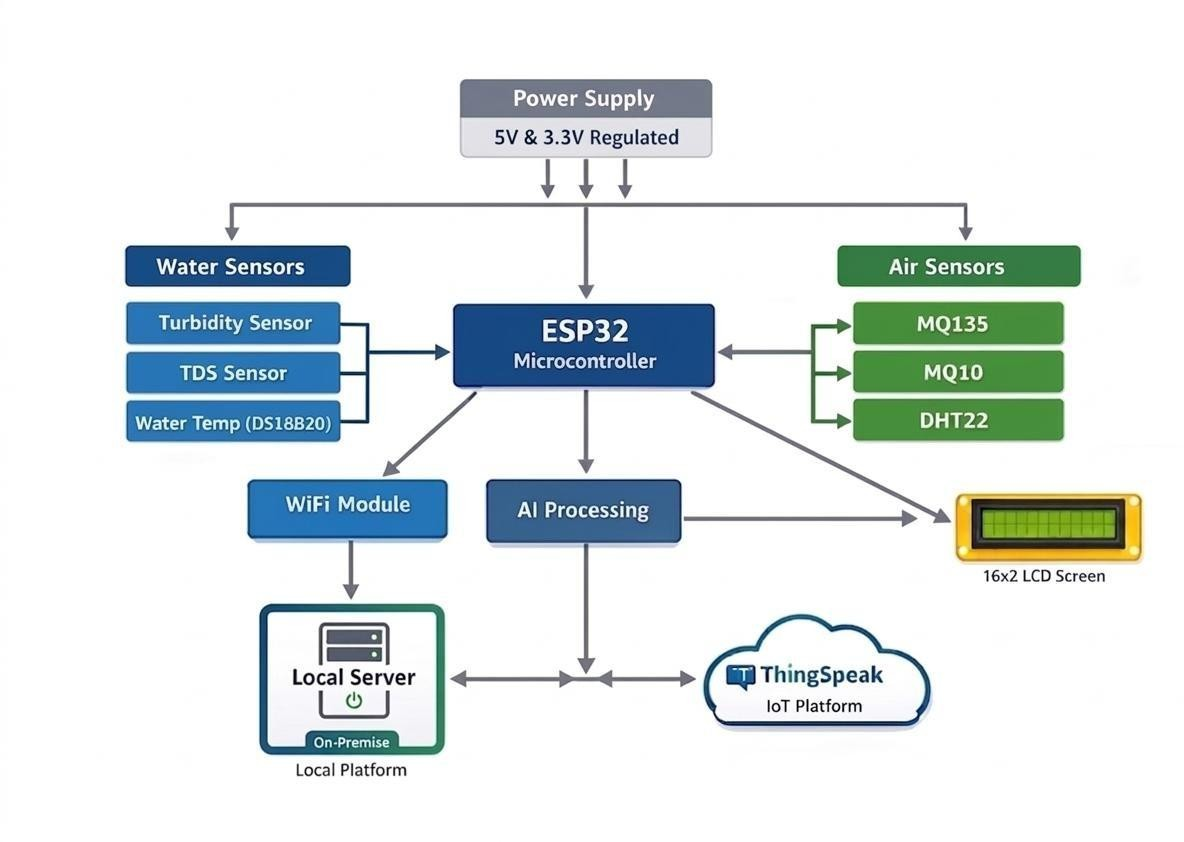 Power Supply
5V & 3.3V Regulated
Water Sensors
Air Sensors
Turbidity Sensor
TDS Sensor
Water Temp (DS18B20)
ESP32
Microcontroller
MQ135
MQ10
DHT22
WiFi Module
AI Processing
16x2 LCD Screen
Local Server
On-Premise
Local Platform
T ThingSpeak
IoT Platform